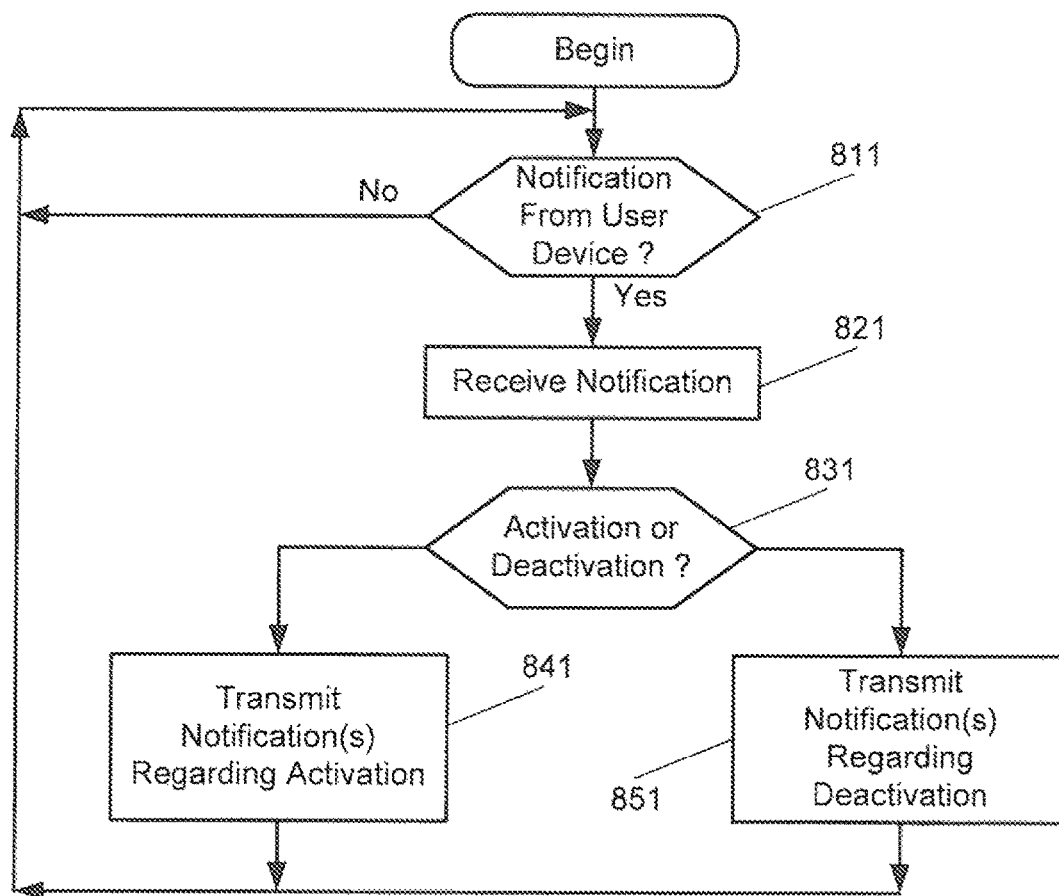 Begin
Notification
From User
Device ?
811
No
Yes
821
Receive Notification
831
Activation or
Deactivation ?
841
Transmit
Notification(s)
Regarding Activation
Transmit
Notification(s)
Regarding
Deactivation
851